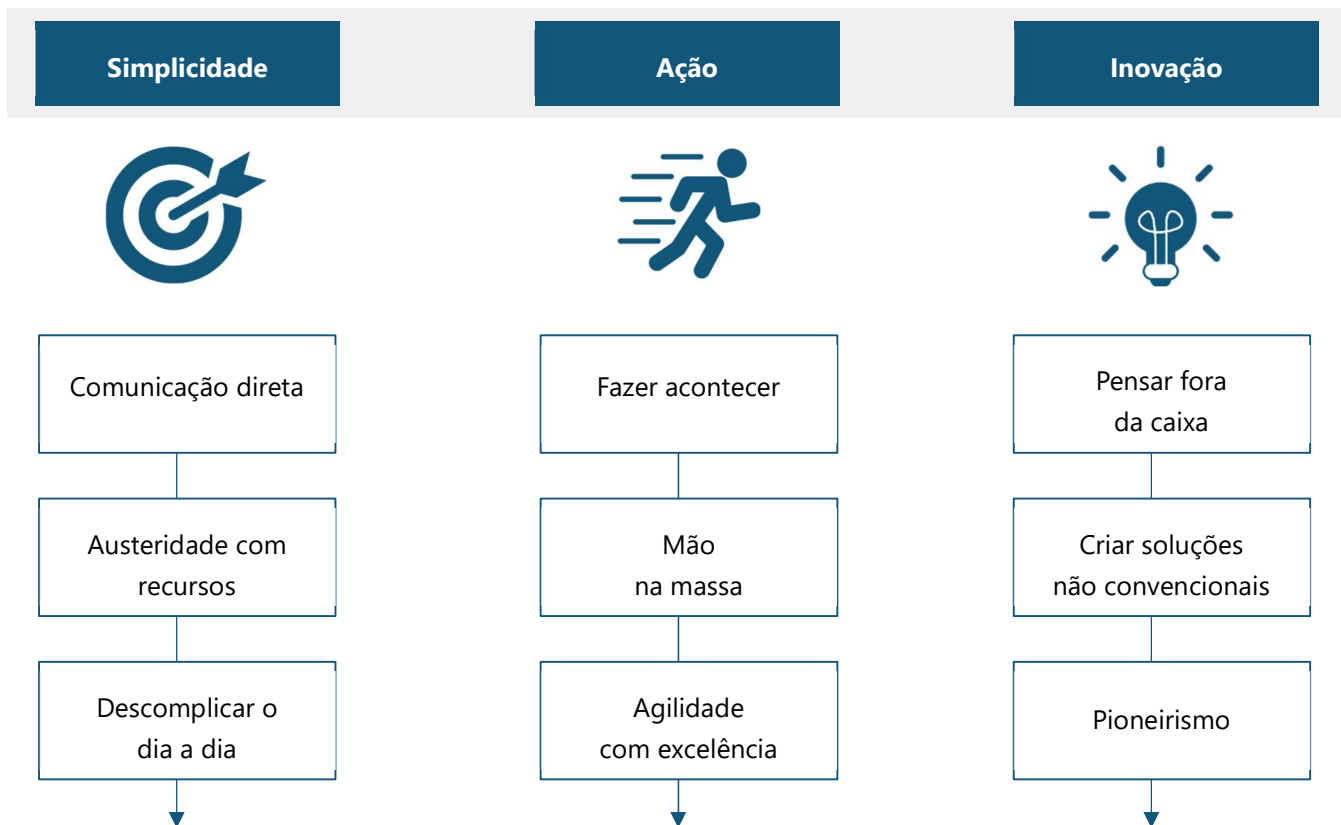 Simplicidade
Ação
Inovação
Comunicação direta
Austeridade com
recursos
Descomplicar o
dia a dia
Fazer acontecer
Mão
na massa
Agilidade
com excelência
Pensar fora
da caixa
Criar soluções
não convencionais
Pioneirismo